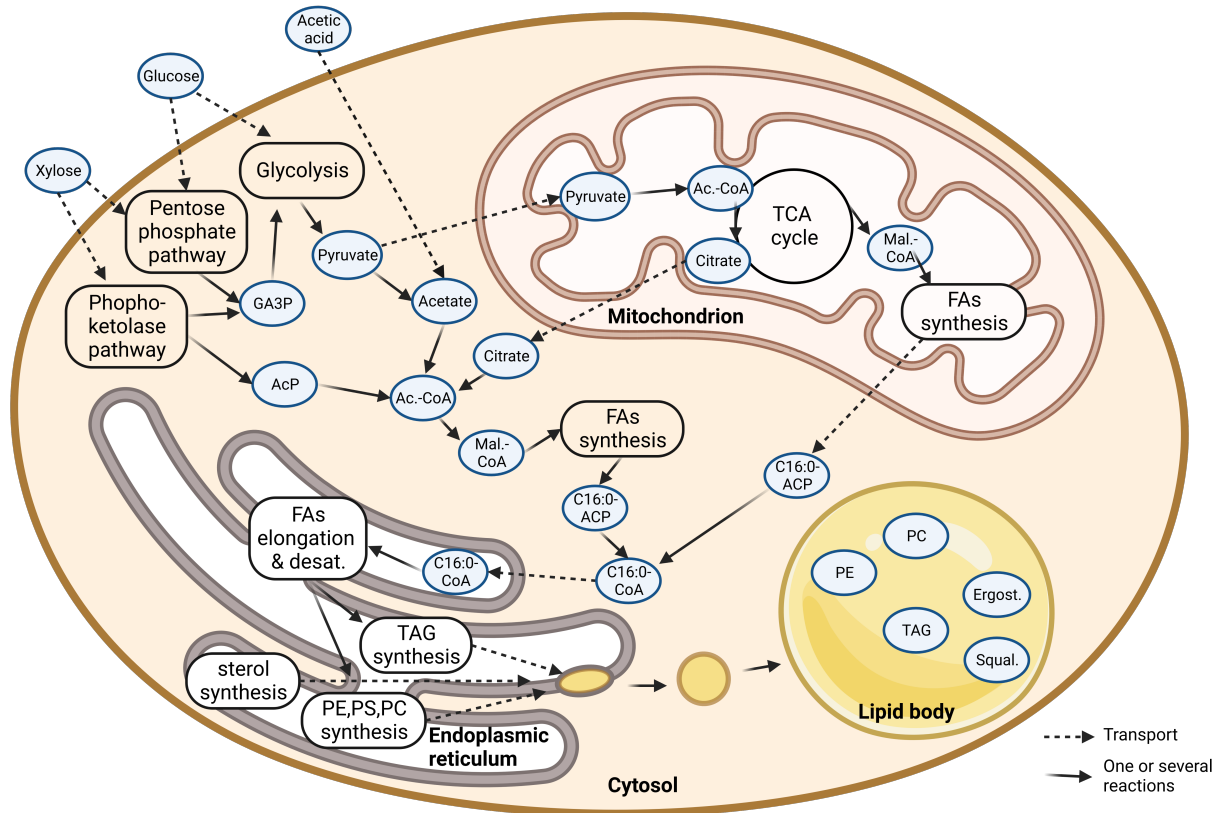 Acetic
acid
Glucose
Xylose
Glycolysis
Pentose
phosphate
pathway
Phopho-
ketolase
pathway
GA3P
Pyruvate
Acetate
Citrate
AcP
Ac.-CoA
Mal.-
CoA
FAs
synthesis
C16:0-
ACP
C16:0-
CoA
Pyruvate
Ac.-CoA
TCA
cycle
Citrate
Mal.-
CoA
FAs
synthesis
Mitochondrion
C16:0-
ACP
FAs
elongation
& desat.
C16:0-
CoA
TAG
synthesis
sterol
synthesis
PE,PS,PC
synthesis
Endoplasmic
reticulum
PC
PE
Ergost.
TAG
Squal.
Lipid body
Cytosol
Transport
One or several
reactions